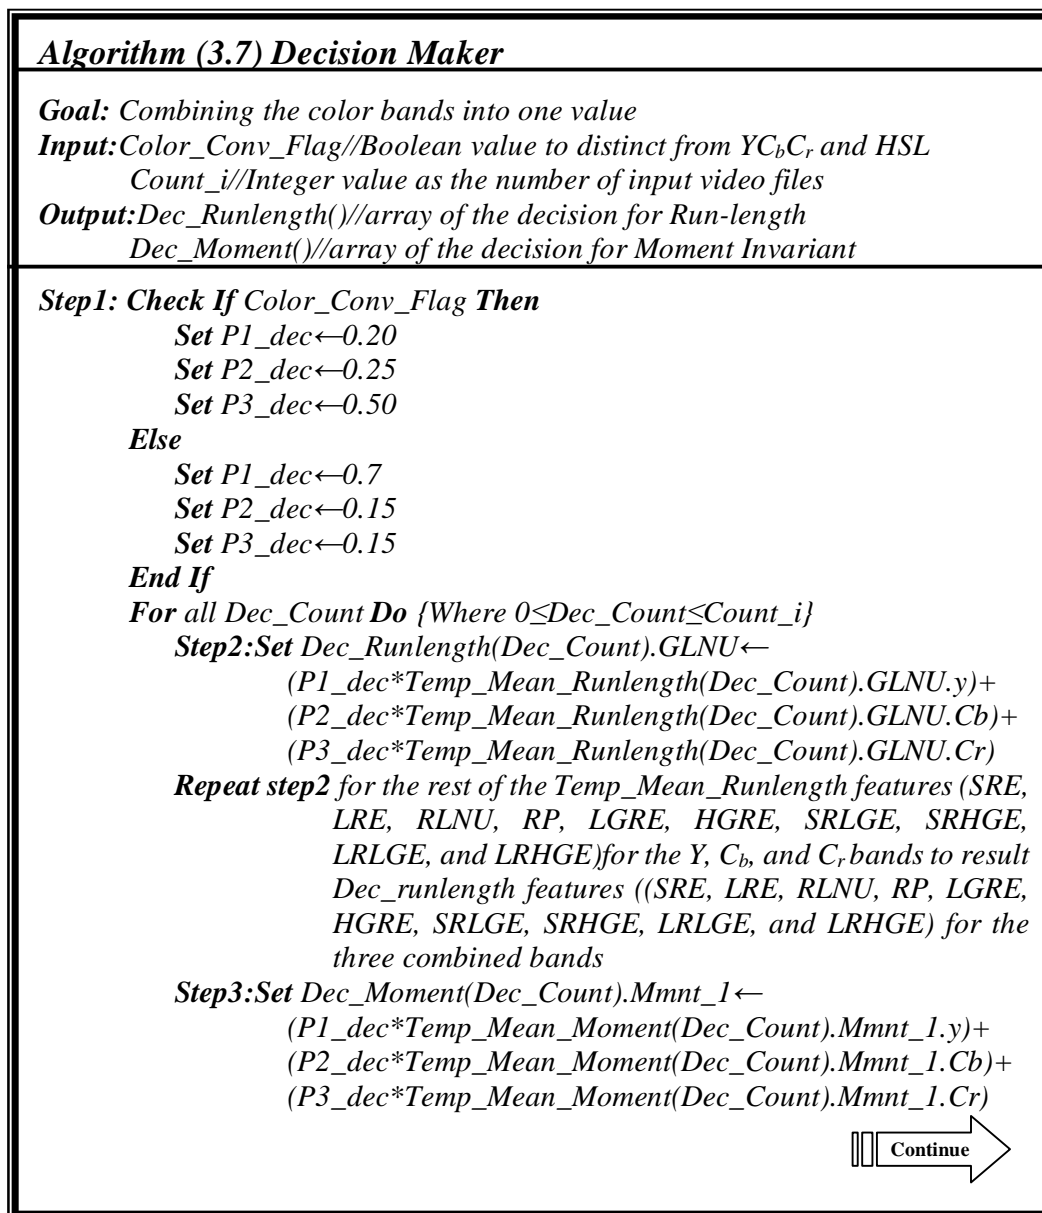 Algorithm (3.7) Decision Maker
Goal: Combining the color bands into one value
Input:Color_Conv_Flag//Boolean value to distinct from YCbCr and HSL
Count_i//Integer value as the number of input video files
Output:Dec_Runlength()//array of the decision for Run-length
Dec_Moment()//array of the decision for Moment Invariant
Step1: Check If Color_Conv_Flag Then
Set P1_dec←0.20
Set P2_dec←0.25
Set P3_dec←0.50
Else
Set P1_dec←0.7
Set P2_dec←0.15
Set P3_dec←0.15
End If
For all Dec_Count Do {Where 0≤Dec_Count≤Count_i}
Step2:Set Dec_Runlength(Dec_Count).GLNU←
(P1_dec*Temp_Mean_Runlength(Dec_Count).GLNU.y)+
(P2_dec*Temp_Mean_Runlength(Dec_Count).GLNU.Cb)+
(P3_dec*Temp_Mean_Runlength(Dec_Count).GLNU.Cr)
Repeat step2 for the rest of the Temp_Mean_Runlength features (SRE,
LRE, RLNU, RP, LGRE, HGRE, SRLGE, SRHGE,
LRLGE, and LRHGE)for the Y, Cb, and Cr bands to result
Dec_runlength features ((SRE, LRE, RLNU, RP, LGRE,
HGRE, SRLGE, SRHGE, LRLGE, and LRHGE) for the
three combined bands
Step3:Set Dec_Moment(Dec_Count).Mmnt_1←
(P1_dec*Temp_Mean_Moment(Dec_Count).Mmnt_1.y)+
(P2_dec*Temp_Mean_Moment(Dec_Count).Mmnt_1.Cb)+
(P3_dec*Temp_Mean_Moment(Dec_Count).Mmnt_1.Cr)
Continue